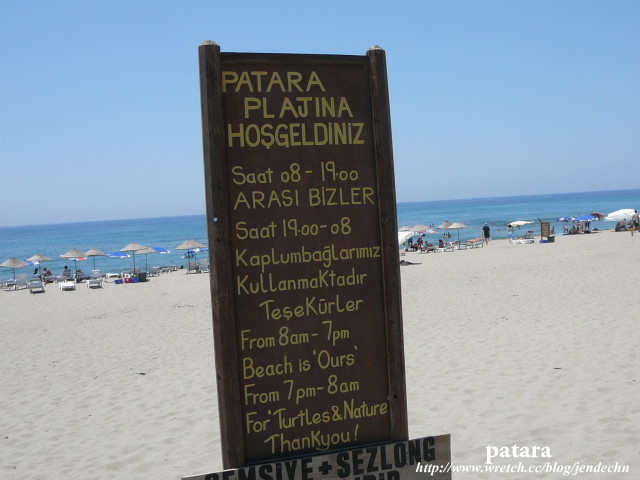 PATARA
PLAJINA
HOŞGELDİNİZ
Saat 08 - 19.00
ARASI BİZLER
Saat 19.00 - 08
Kaplumbağlarımız
Kullanmaktadır
TeşeKürler
From 8am - 7pm
Beach is 'Ours'
From 7pm - 8am
For 'Turtles & Nature
Thankyou!
ŞEMSİYE + SEZLONG
patara
http://www.wretch.cc/blog/jendechn